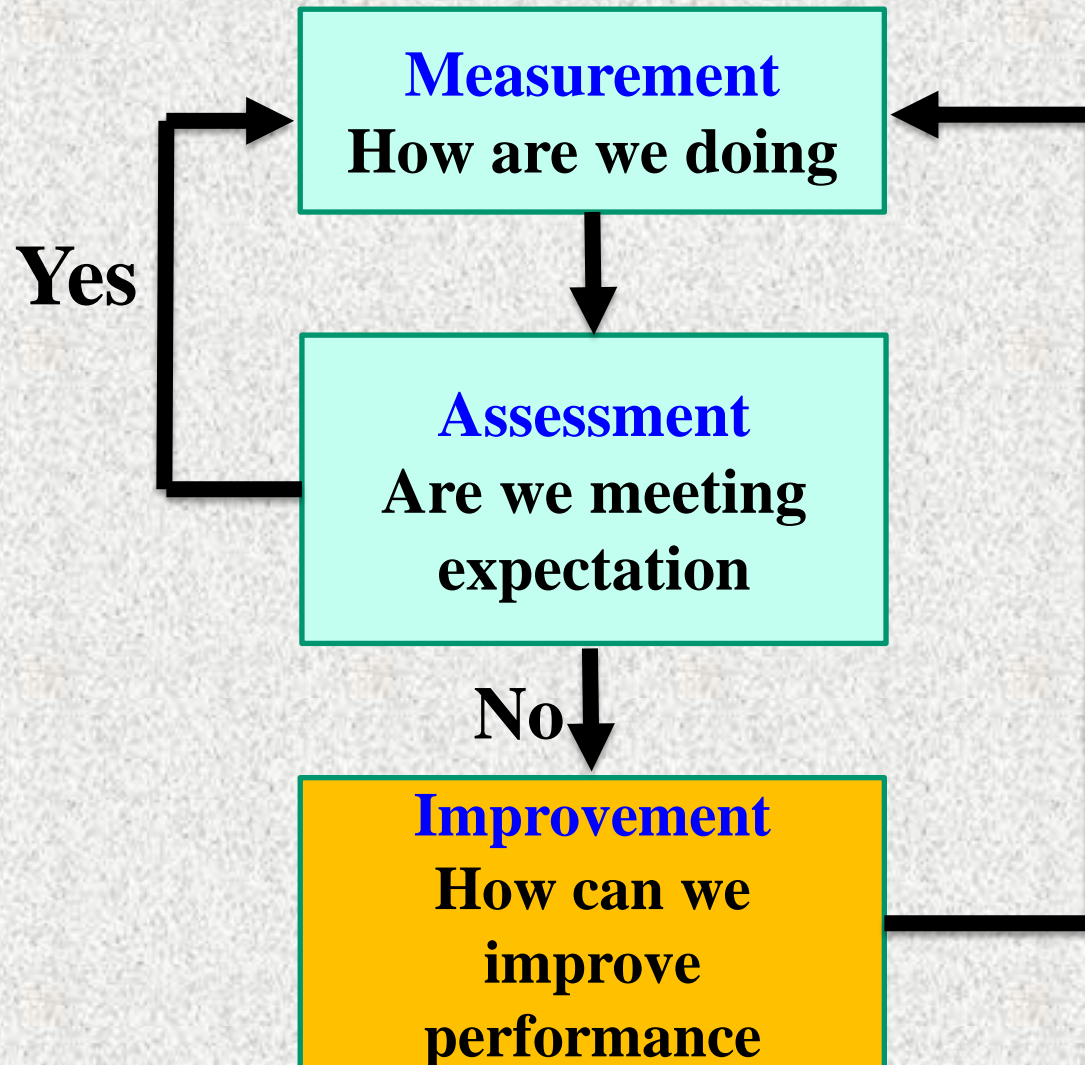 Measurement
How are we doing
Yes
Assessment
Are we meeting
expectation
No
Improvement
How can we
improve
performance